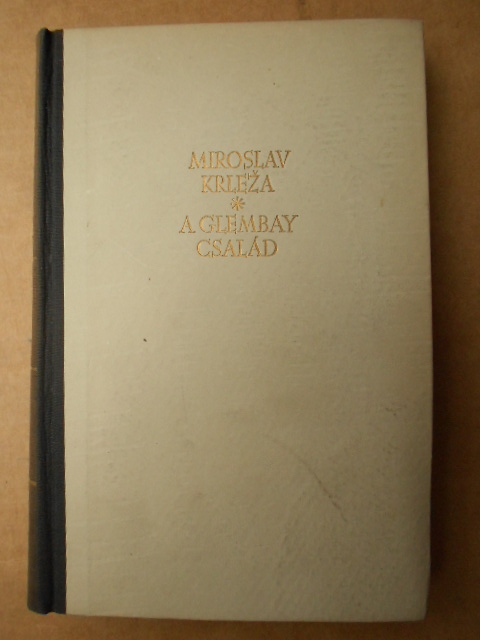 MIROSLAV
KRLEŽA
*
A GLEMBAY
CSALÁD